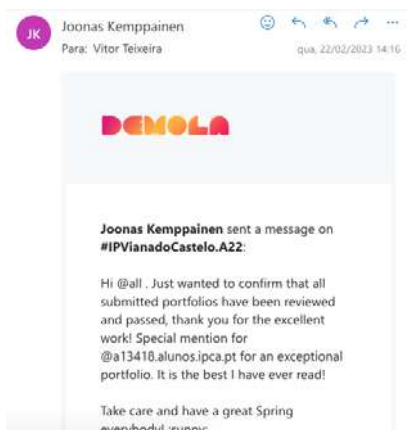 JK
Joonas Kemppainen
Para: Vitor Teixeira
qua, 22/02/2023 14:16
DEMOLA
Joonas Kemppainen sent a message on
#IPVianadoCastelo.A22:
Hi @all . Just wanted to confirm that all
submitted portfolios have been reviewed
and passed, thank you for the excellent
work! Special mention for
@a13418.alunos.ipca.pt for an exceptional
portfolio. It is the best I have ever read!
Take care and have a great Spring
everybody! :sunny: